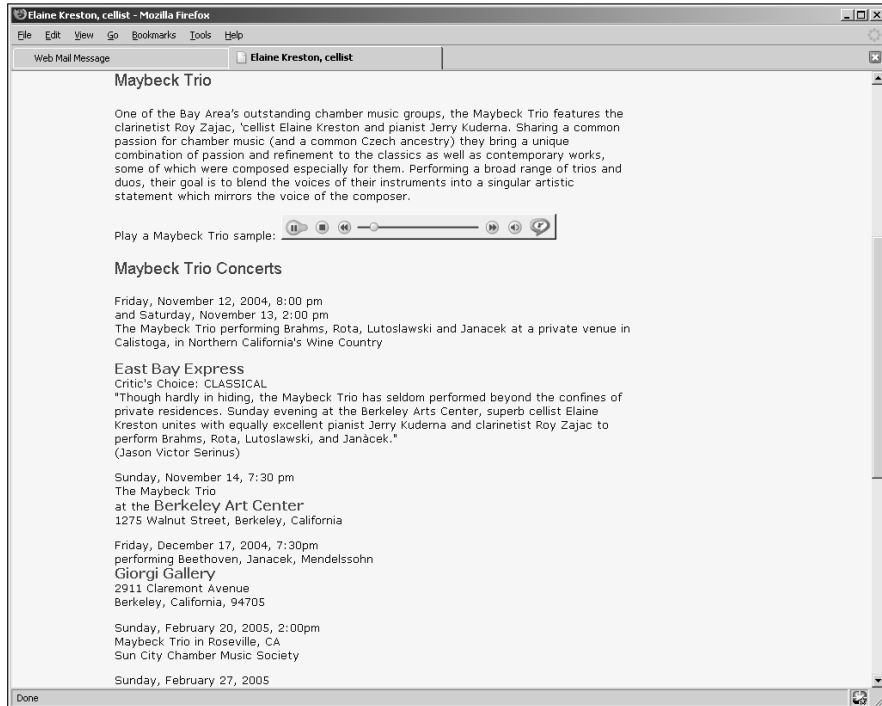 Elaine Kreston, cellist - Mozilla Firefox
File Edit View Go Bookmarks Tools Help
Web Mail Message Elaine Kreston, cellist
Maybeck Trio
One of the Bay Area's outstanding chamber music groups, the Maybeck Trio features the
clarinetist Roy Zajac, 'cellist Elaine Kreston and pianist Jerry Kuderna. Sharing a common
passion for chamber music (and a common Czech ancestry) they bring a unique
combination of passion and refinement to the classics as well as contemporary works,
some of which were composed especially for them. Performing a broad range of trios and
duos, their goal is to blend the voices of their instruments into a singular artistic
statement which mirrors the voice of the composer.
Play a Maybeck Trio sample:
Maybeck Trio Concerts
Friday, November 12, 2004, 8:00 pm
and Saturday, November 13, 2:00 pm
The Maybeck Trio performing Brahms, Rota, Lutoslawski and Janacek at a private venue in
Calistoga, in Northern California's Wine Country
East Bay Express
Critic's Choice: CLASSICAL
"Though hardly in hiding, the Maybeck Trio has seldom performed beyond the confines of
private residences. Sunday evening at the Berkeley Arts Center, superb cellist Elaine
Kreston unites with equally excellent pianist Jerry Kuderna and clarinetist Roy Zajac to
perform Brahms, Rota, Lutoslawski, and Janàcek."
(Jason Victor Serinus)
Sunday, November 14, 7:30 pm
The Maybeck Trio
at the Berkeley Art Center
1275 Walnut Street, Berkeley, California
Friday, December 17, 2004, 7:30pm
performing Beethoven, Janacek, Mendelssohn
Giorgi Gallery
2911 Claremont Avenue
Berkeley, California, 94705
Sunday, February 20, 2005, 2:00pm
Maybeck Trio in Roseville, CA
Sun City Chamber Music Society
Sunday, February 27, 2005
Done